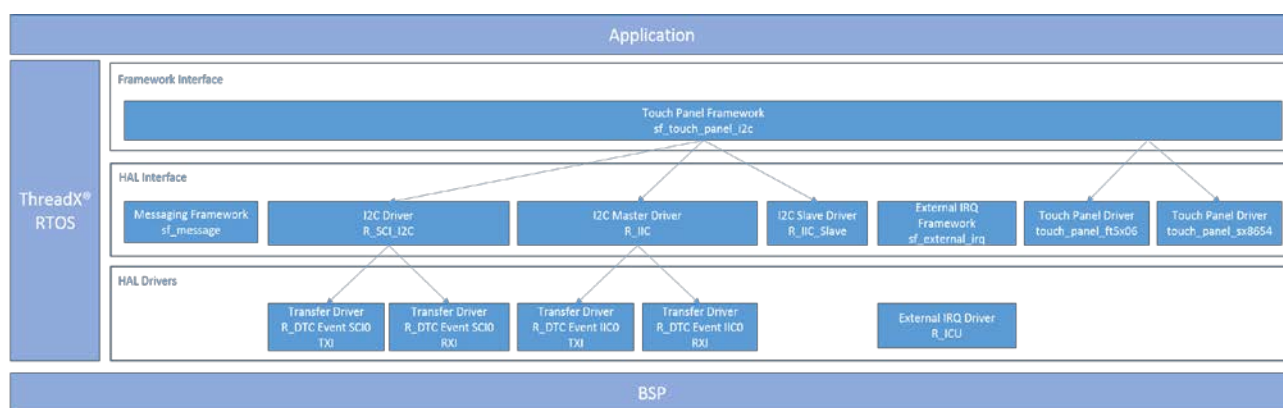 Application
ThreadX®
RTOS
Framework Interface
Touch Panel Framework
sf_touch_panel_i2c
HAL Interface
Messaging Framework
sf_message
I2C Driver
R_SCI_I2C
I2C Master Driver
R_IIC
I2C Slave Driver
R_IIC_Slave
External IRQ
Framework
sf_external_irq
Touch Panel Driver
touch_panel_ft5x06
Touch Panel Driver
touch_panel_sx8654
HAL Drivers
Transfer Driver
R_DTC Event SCI0
TXI
Transfer Driver
R_DTC Event SCI0
RXI
Transfer Driver
R_DTC Event IIC0
TXI
Transfer Driver
R_DTC Event IIC0
RXI
External IRQ Driver
R_ICU
BSP